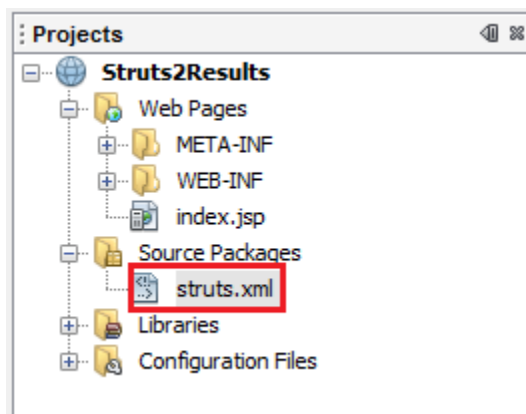 Projects
Struts2Results
Web Pages
META-INF
WEB-INF
index.jsp
Source Packages
struts.xml
Libraries
Configuration Files